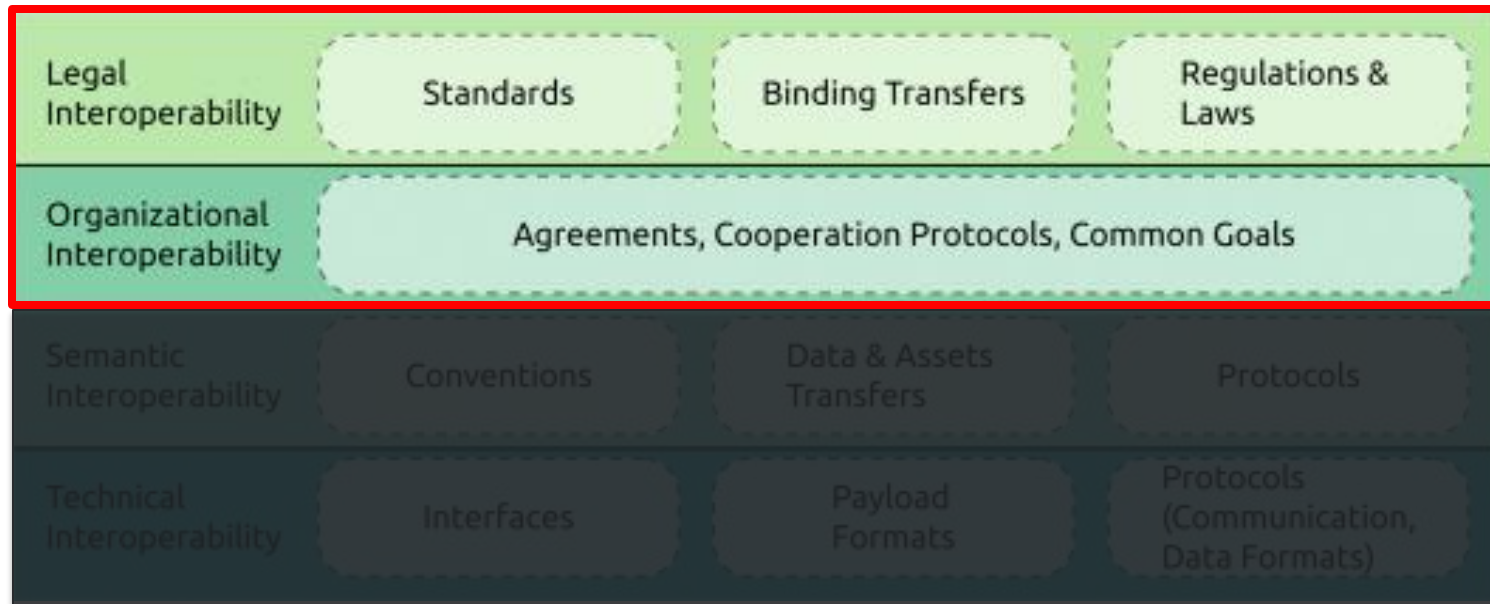 Legal
Interoperability
Standards
Binding Transfers
Regulations &
Laws
Organizational
Interoperability
Agreements, Cooperation Protocols, Common Goals
Semantic
Interoperability
Conventions
Data & Assets
Transfers
Protocols
Technical
Interoperability
Interfaces
Payload
Formats
Protocols
(Communication,
Data Formats)